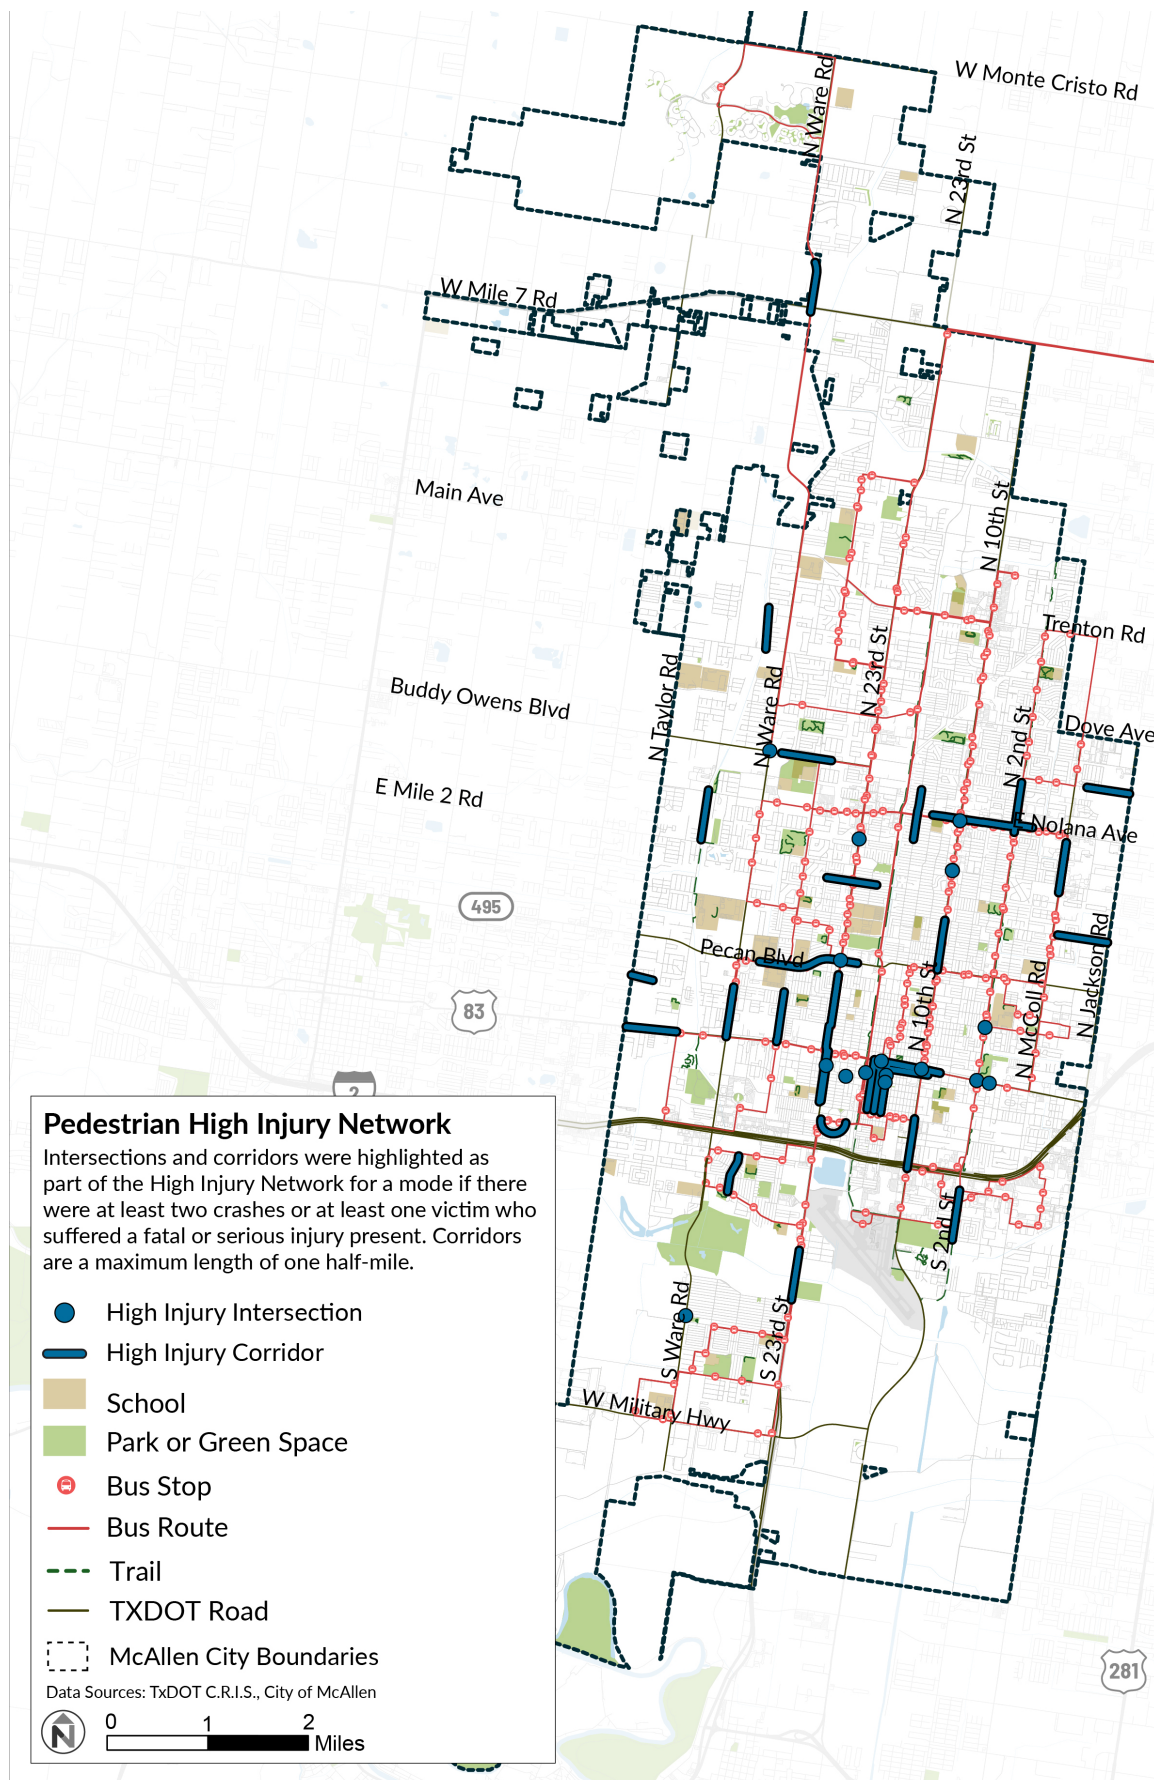 W Monte Cristo Rd
N Ware Rd
N 23rd St
W Mile 7 Rd
Main Ave
N 10th St
Trenton Rd
N 23rd St
N Taylor Rd
N Ware Rd
Buddy Owens Blvd
N 2nd St
Dove Ave
E Mile 2 Rd
E Nolana Ave
495
Pecan Blvd
N Jackson Rd
N 10th St
N McColl Rd
83
2
Pedestrian High Injury Network
Intersections and corridors were highlighted as
part of the High Injury Network for a mode if there
were at least two crashes or at least one victim who
suffered a fatal or serious injury present. Corridors
are a maximum length of one half-mile.
High Injury Intersection
High Injury Corridor
School
Park or Green Space
Bus Stop
Bus Route
Trail
TXDOT Road
McAllen City Boundaries
Data Sources: TxDOT C.R.I.S., City of McAllen
N
0 1 2
Miles
S 2nd St
S Ware Rd
S 23rd St
W Military Hwy
281